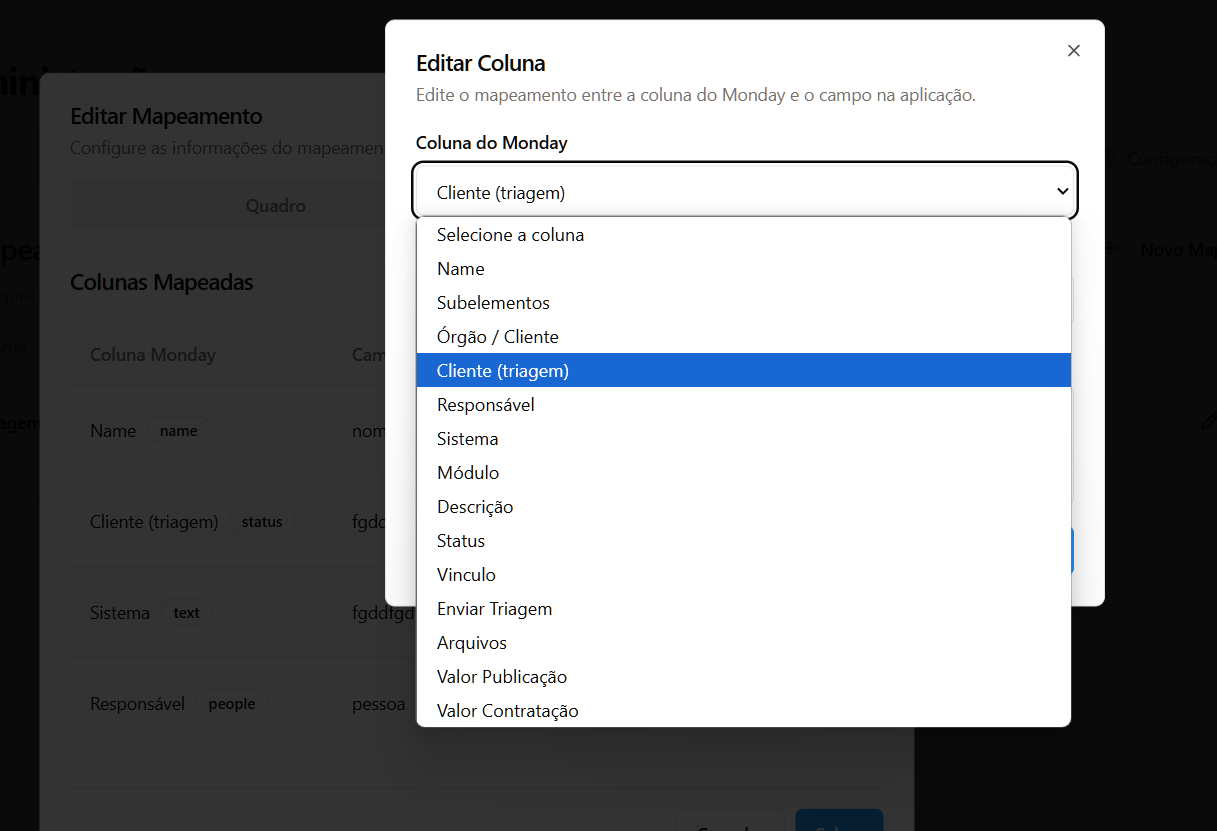 Editar Coluna
Edite o mapeamento entre a coluna do Monday e o campo na aplicação.
Coluna do Monday
Cliente (triagem)
Selecione a coluna
Name
Subelementos
Órgão / Cliente
Cliente (triagem)
Responsável
Sistema
Módulo
Descrição
Status
Vinculo
Enviar Triagem
Arquivos
Valor Publicação
Valor Contratação
Editar Mapeamento
Configure as informações do mapeamen
Quadro
Colunas Mapeadas
Coluna Monday Cam
Name name nom
Cliente (triagem) status fgdd
Sistema text fgddfgd
Responsável people pessoa
Configuraç
+ Novo Map